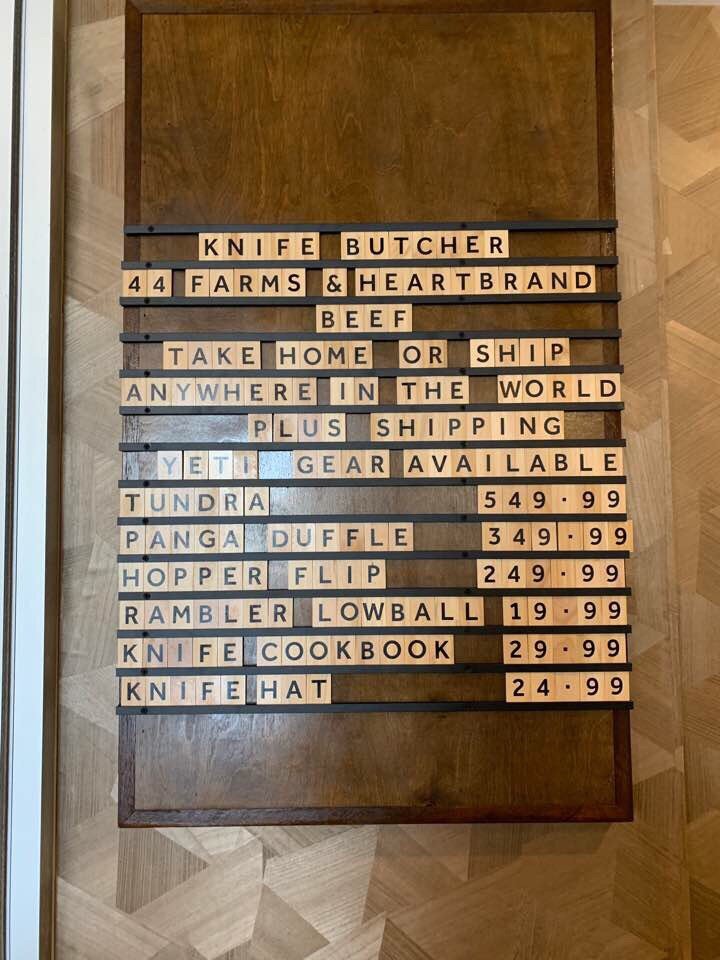 KNIFE BUTCHER
44 FARMS & HEARTBRAND
BEEF
TAKE HOME OR SHIP
ANYWHERE IN THE WORLD
PLUS SHIPPING
YETI GEAR AVAILABLE
TUNDRA 549.99
PANGA DUFFLE 349.99
HOPPER FLIP 249.99
RAMBLER LOWBALL 19.99
KNIFE COOKBOOK 29.99
KNIFE HAT 24.99